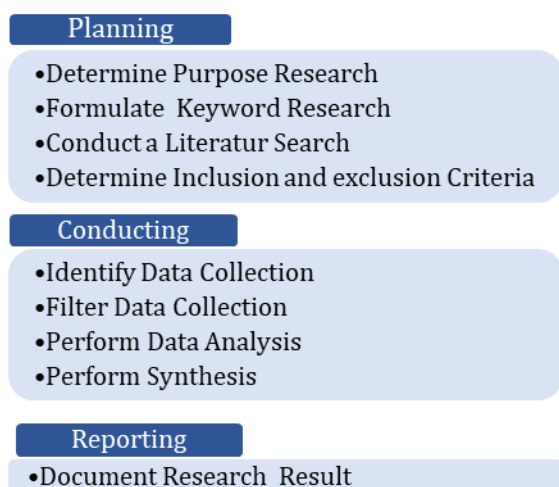 Planning
•Determine Purpose Research
•Formulate Keyword Research
•Conduct a Literatur Search
•Determine Inclusion and exclusion Criteria
Conducting
•Identify Data Collection
•Filter Data Collection
•Perform Data Analysis
•Perform Synthesis
Reporting
•Document Research Result